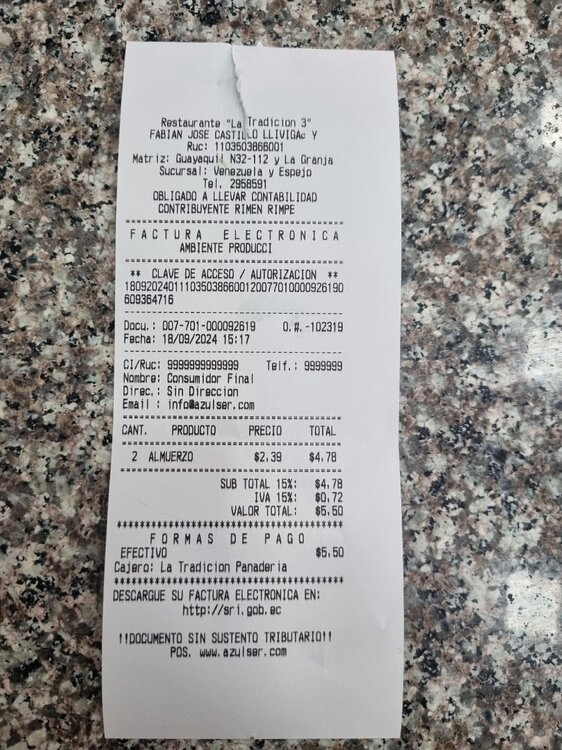 Restaurante "La Tradicion 3"
FABIAN JOSE CASTILLO LLIVIGAc Y
Ruc: 1103503866001
Matriz: Guayaquil N32-112 y La Granja
Sucursal: Venezuela y Espejo
Tel. 2958591
OBLIGADO A LLEVAR CONTABILIDAD
CONTRIBUYENTE RIMEN RIMPE
FACTURA ELECTRONICA
AMBIENTE PRODUCCI
** CLAVE DE ACCESO / AUTORIZACION **
1809202401110350386600120077010000926190
609364716
Docu.: 007-701-000092619 O.#.-102319
Fecha: 18/09/2024 15:17
CI/Ruc: 9999999999999 Telf.: 9999999
Nombre: Consumidor Final
Direc.: Sin Direccion
Email : info@azulser.com
CANT. PRODUCTO PRECIO TOTAL
2 ALMUERZO $2,39 $4,78
SUB TOTAL 15%: $4,78
IVA 15%: $0,72
VALOR TOTAL: $5,50
*****************************************
FORMAS DE PAGO
EFECTIVO $5,50
Cajero: La Tradicion Panaderia
*****************************************
DESCARGUE SU FACTURA ELECTRONICA EN:
http://sri.gob.ec
!!DOCUMENTO SIN SUSTENTO TRIBUTARIO!!
POS. www.azulser.com